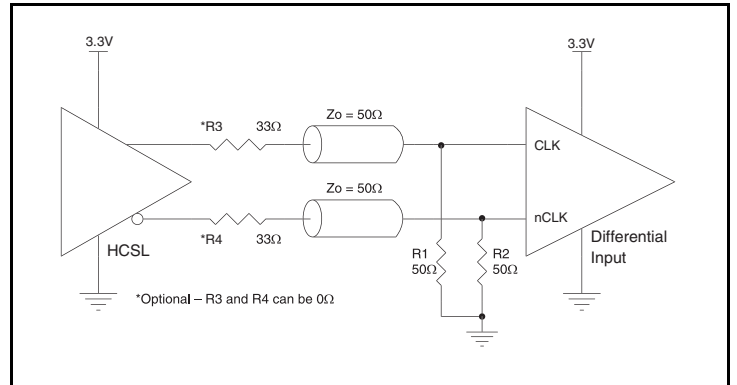 3.3V
3.3V
*R3 33Ω
Zo = 50Ω
CLK
Zo = 50Ω
nCLK
*R4 33Ω
HCSL
R1
50Ω
R2
50Ω
Differential
Input
*Optional – R3 and R4 can be 0Ω